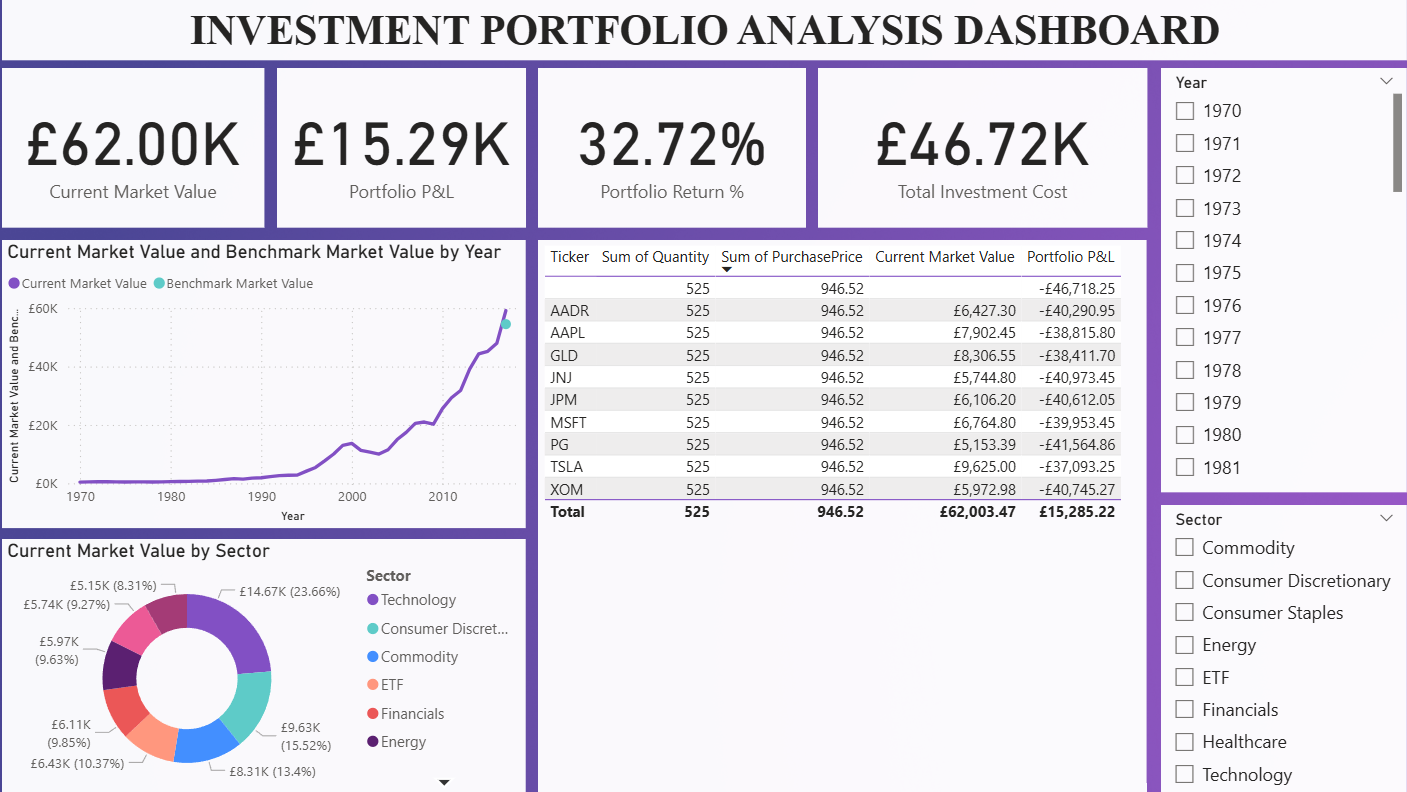 INVESTMENT PORTFOLIO ANALYSIS DASHBOARD
£62.00K
Current Market Value
£15.29K
Portfolio P&L
32.72%
Portfolio Return %
£46.72K
Total Investment Cost
Year
1970
1971
1972
1973
1974
1975
1976
1977
1978
1979
1980
1981
Current Market Value and Benchmark Market Value by Year
Current Market Value Benchmark Market Value
Current Market Value and Benc...
£60K
£40K
£20K
£0K
1970 1980 1990 2000 2010
Year
Ticker Sum of Quantity Sum of PurchasePrice Current Market Value Portfolio P&L
525 946.52 -£46,718.25
AADR 525 946.52 £6,427.30 -£40,290.95
AAPL 525 946.52 £7,902.45 -£38,815.80
GLD 525 946.52 £8,306.55 -£38,411.70
JNJ 525 946.52 £5,744.80 -£40,973.45
JPM 525 946.52 £6,106.20 -£40,612.05
MSFT 525 946.52 £6,764.80 -£39,953.45
PG 525 946.52 £5,153.39 -£41,564.86
TSLA 525 946.52 £9,625.00 -£37,093.25
XOM 525 946.52 £5,972.98 -£40,745.27
Total 525 946.52 £62,003.47 £15,285.22
Current Market Value by Sector
£5.15K (8.31%)
£5.74K (9.27%)
£5.97K
(9.63%)
£6.11K
(9.85%)
£6.43K (10.37%)
£14.67K (23.66%)
£9.63K
(15.52%)
£8.31K (13.4%)
Sector
Technology
Consumer Discret...
Commodity
ETF
Financials
Energy
Sector
Commodity
Consumer Discretionary
Consumer Staples
Energy
ETF
Financials
Healthcare
Technology